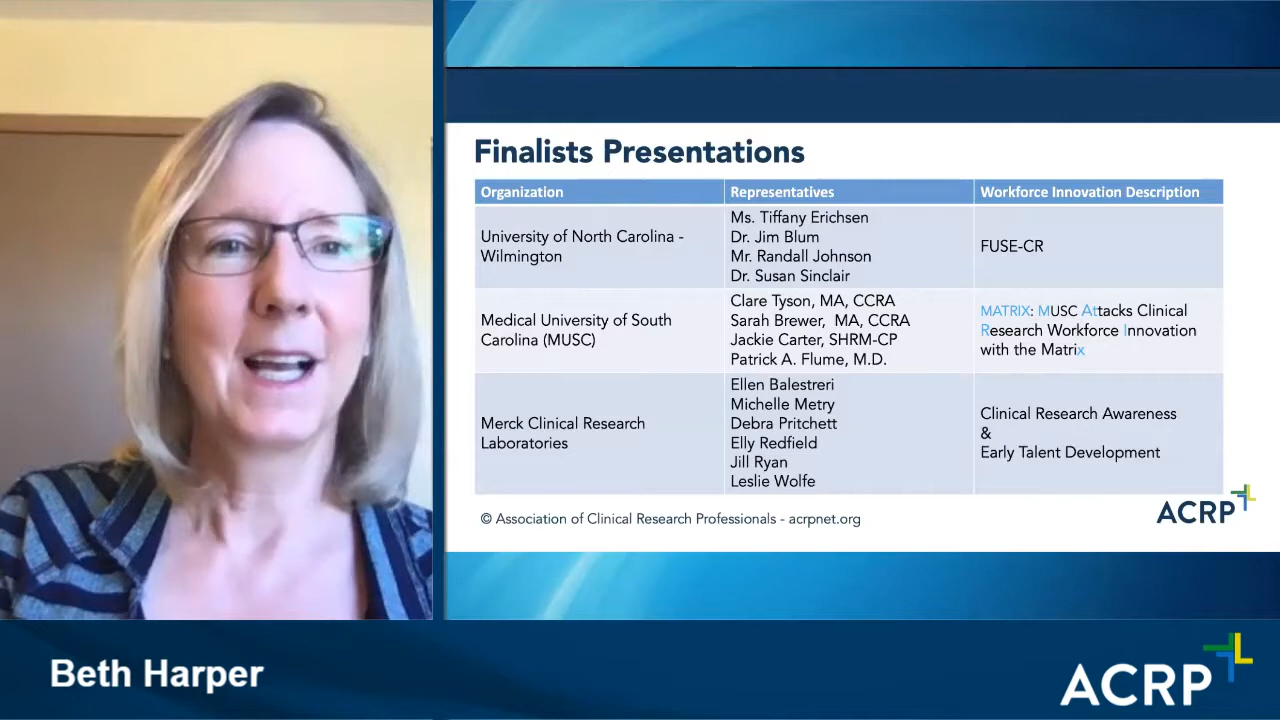 Finalists Presentations
Organization
Representatives
Workforce Innovation Description
University of North Carolina -
Wilmington
Ms. Tiffany Erichsen
Dr. Jim Blum
Mr. Randall Johnson
Dr. Susan Sinclair
FUSE-CR
Medical University of South
Carolina (MUSC)
Clare Tyson, MA, CCRA
Sarah Brewer,  MA, CCRA
Jackie Carter, SHRM-CP
Patrick A. Flume, M.D.
MATRIX: MUSC Attacks Clinical
Research Workforce Innovation
with the Matrix
Merck Clinical Research
Laboratories
Ellen Balestreri
Michelle Metry
Debra Pritchett
Elly Redfield
Jill Ryan
Leslie Wolfe
Clinical Research Awareness
&
Early Talent Development
© Association of Clinical Research Professionals - acrpnet.org
ACRP
Beth Harper
ACRP